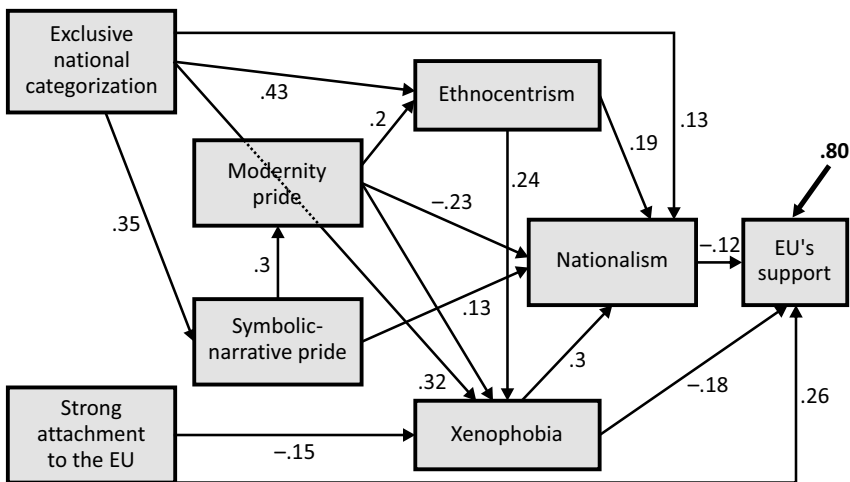 Exclusive
national
categorization
.43
.13
Ethnocentrism
.2
.19
.80
Modernity
pride
.24
–.23
.35
Nationalism
–.12
EU's
support
.3
Symbolic-
narrative pride
.13
.32
.3
–.18
.26
Strong
attachment
to the EU
–.15
Xenophobia